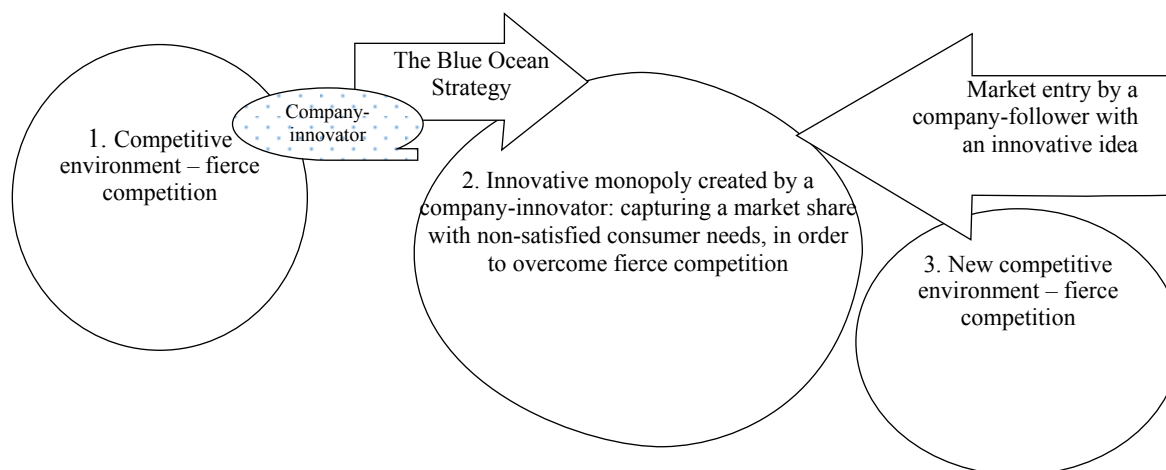 The Blue Ocean
Strategy
Company-
innovator
1. Competitive
environment – fierce
competition
2. Innovative monopoly created by a
company-innovator: capturing a market share
with non-satisfied consumer needs, in order
to overcome fierce competition
Market entry by a
company-follower with
an innovative idea
3. New competitive
environment – fierce
competition